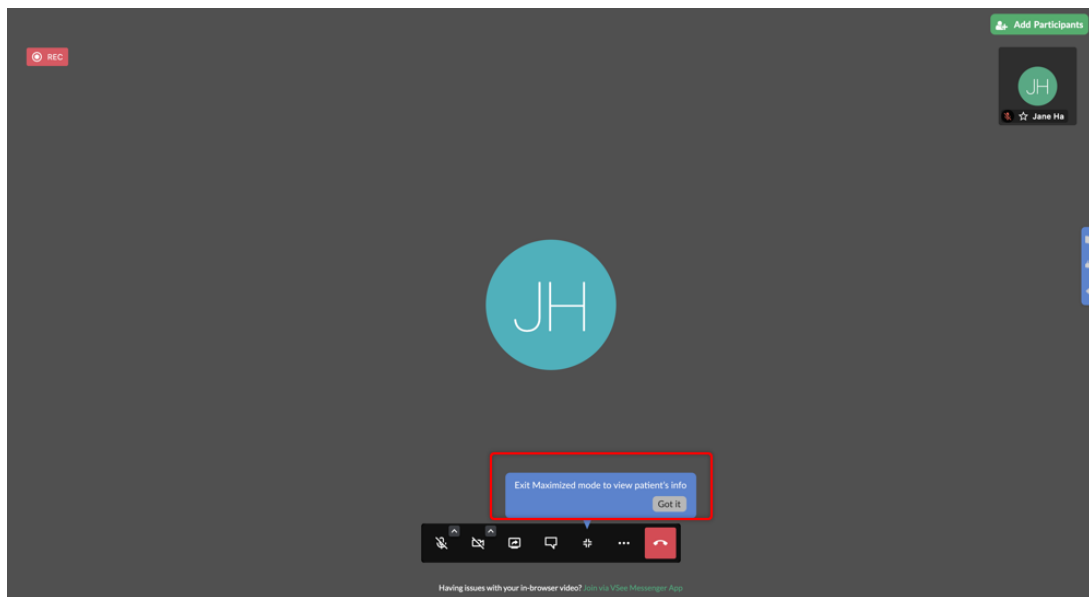 Add Participants
REC
JH
Jane Ha
JH
Exit Maximized mode to view patient's info
Got it
Having issues with your in-browser video? Join via VSee Messenger App